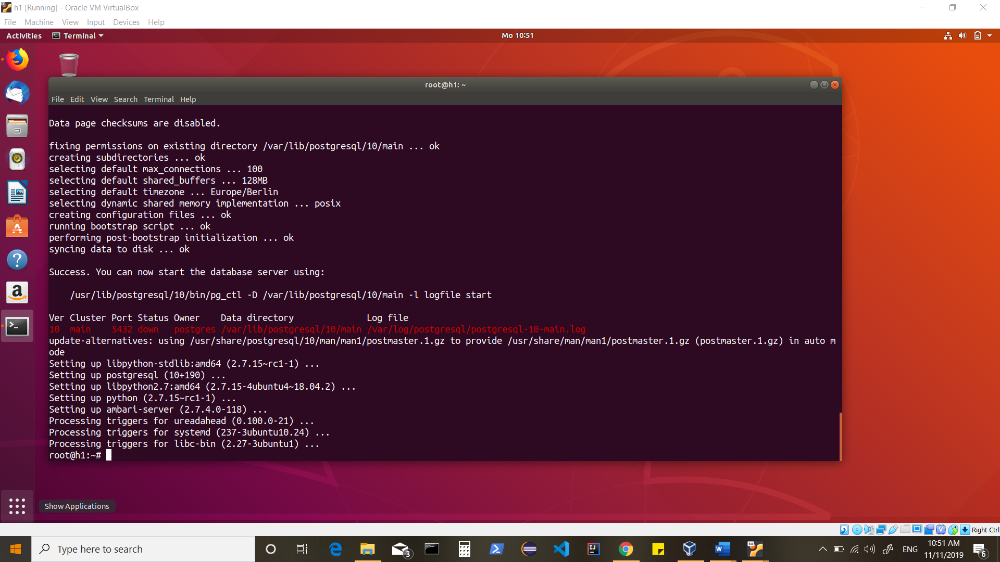 h1 [Running] - Oracle VM VirtualBox
File Machine View Input Devices Help
Activities Terminal Mo 10:51
root@h1: ~
File Edit View Search Terminal Help
Data page checksums are disabled.
fixing permissions on existing directory /var/lib/postgresql/10/main ... ok
creating subdirectories ... ok
selecting default max_connections ... 100
selecting default shared_buffers ... 128MB
selecting default timezone ... Europe/Berlin
selecting dynamic shared memory implementation ... posix
creating configuration files ... ok
running bootstrap script ... ok
performing post-bootstrap initialization ... ok
syncing data to disk ... ok
Success. You can now start the database server using:
/usr/lib/postgresql/10/bin/pg_ctl -D /var/lib/postgresql/10/main -l logfile start
Ver Cluster Port Status Owner    Data directory              Log file
10  main    5432 down   postgres /var/lib/postgresql/10/main /var/log/postgresql/postgresql-10-main.log
update-alternatives: using /usr/share/postgresql/10/man/man1/postmaster.1.gz to provide /usr/share/man/man1/postmaster.1.gz (postmaster.1.gz) in auto m
ode
Setting up libpython-stdlib:amd64 (2.7.15~rc1-1) ...
Setting up postgresql (10+190) ...
Setting up libpython2.7:amd64 (2.7.15-4ubuntu4~18.04.2) ...
Setting up python (2.7.15~rc1-1) ...
Setting up ambari-server (2.7.4.0-118) ...
Processing triggers for ureadahead (0.100.0-21) ...
Processing triggers for systemd (237-3ubuntu10.24) ...
Processing triggers for libc-bin (2.27-3ubuntu1) ...
root@h1:~#
Show Applications
Right Ctrl
Type here to search
3
64
ENG
10:51 AM
11/11/2019
6